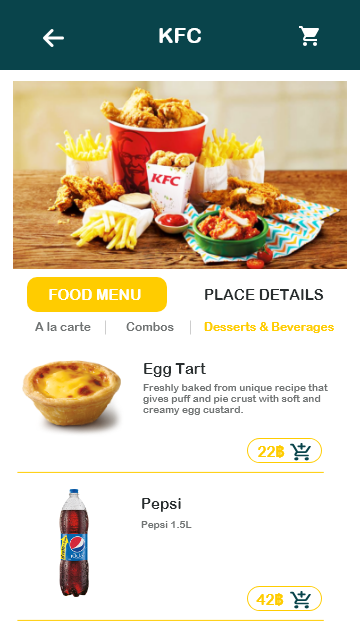 KFC
KFC
FOOD MENU
PLACE DETAILS
A la carte
Combos
Desserts & Beverages
Egg Tart
Freshly baked from unique recipe that
gives puff and pie crust with soft and
creamy egg custard.
22฿
Pepsi
Pepsi 1.5L
42฿